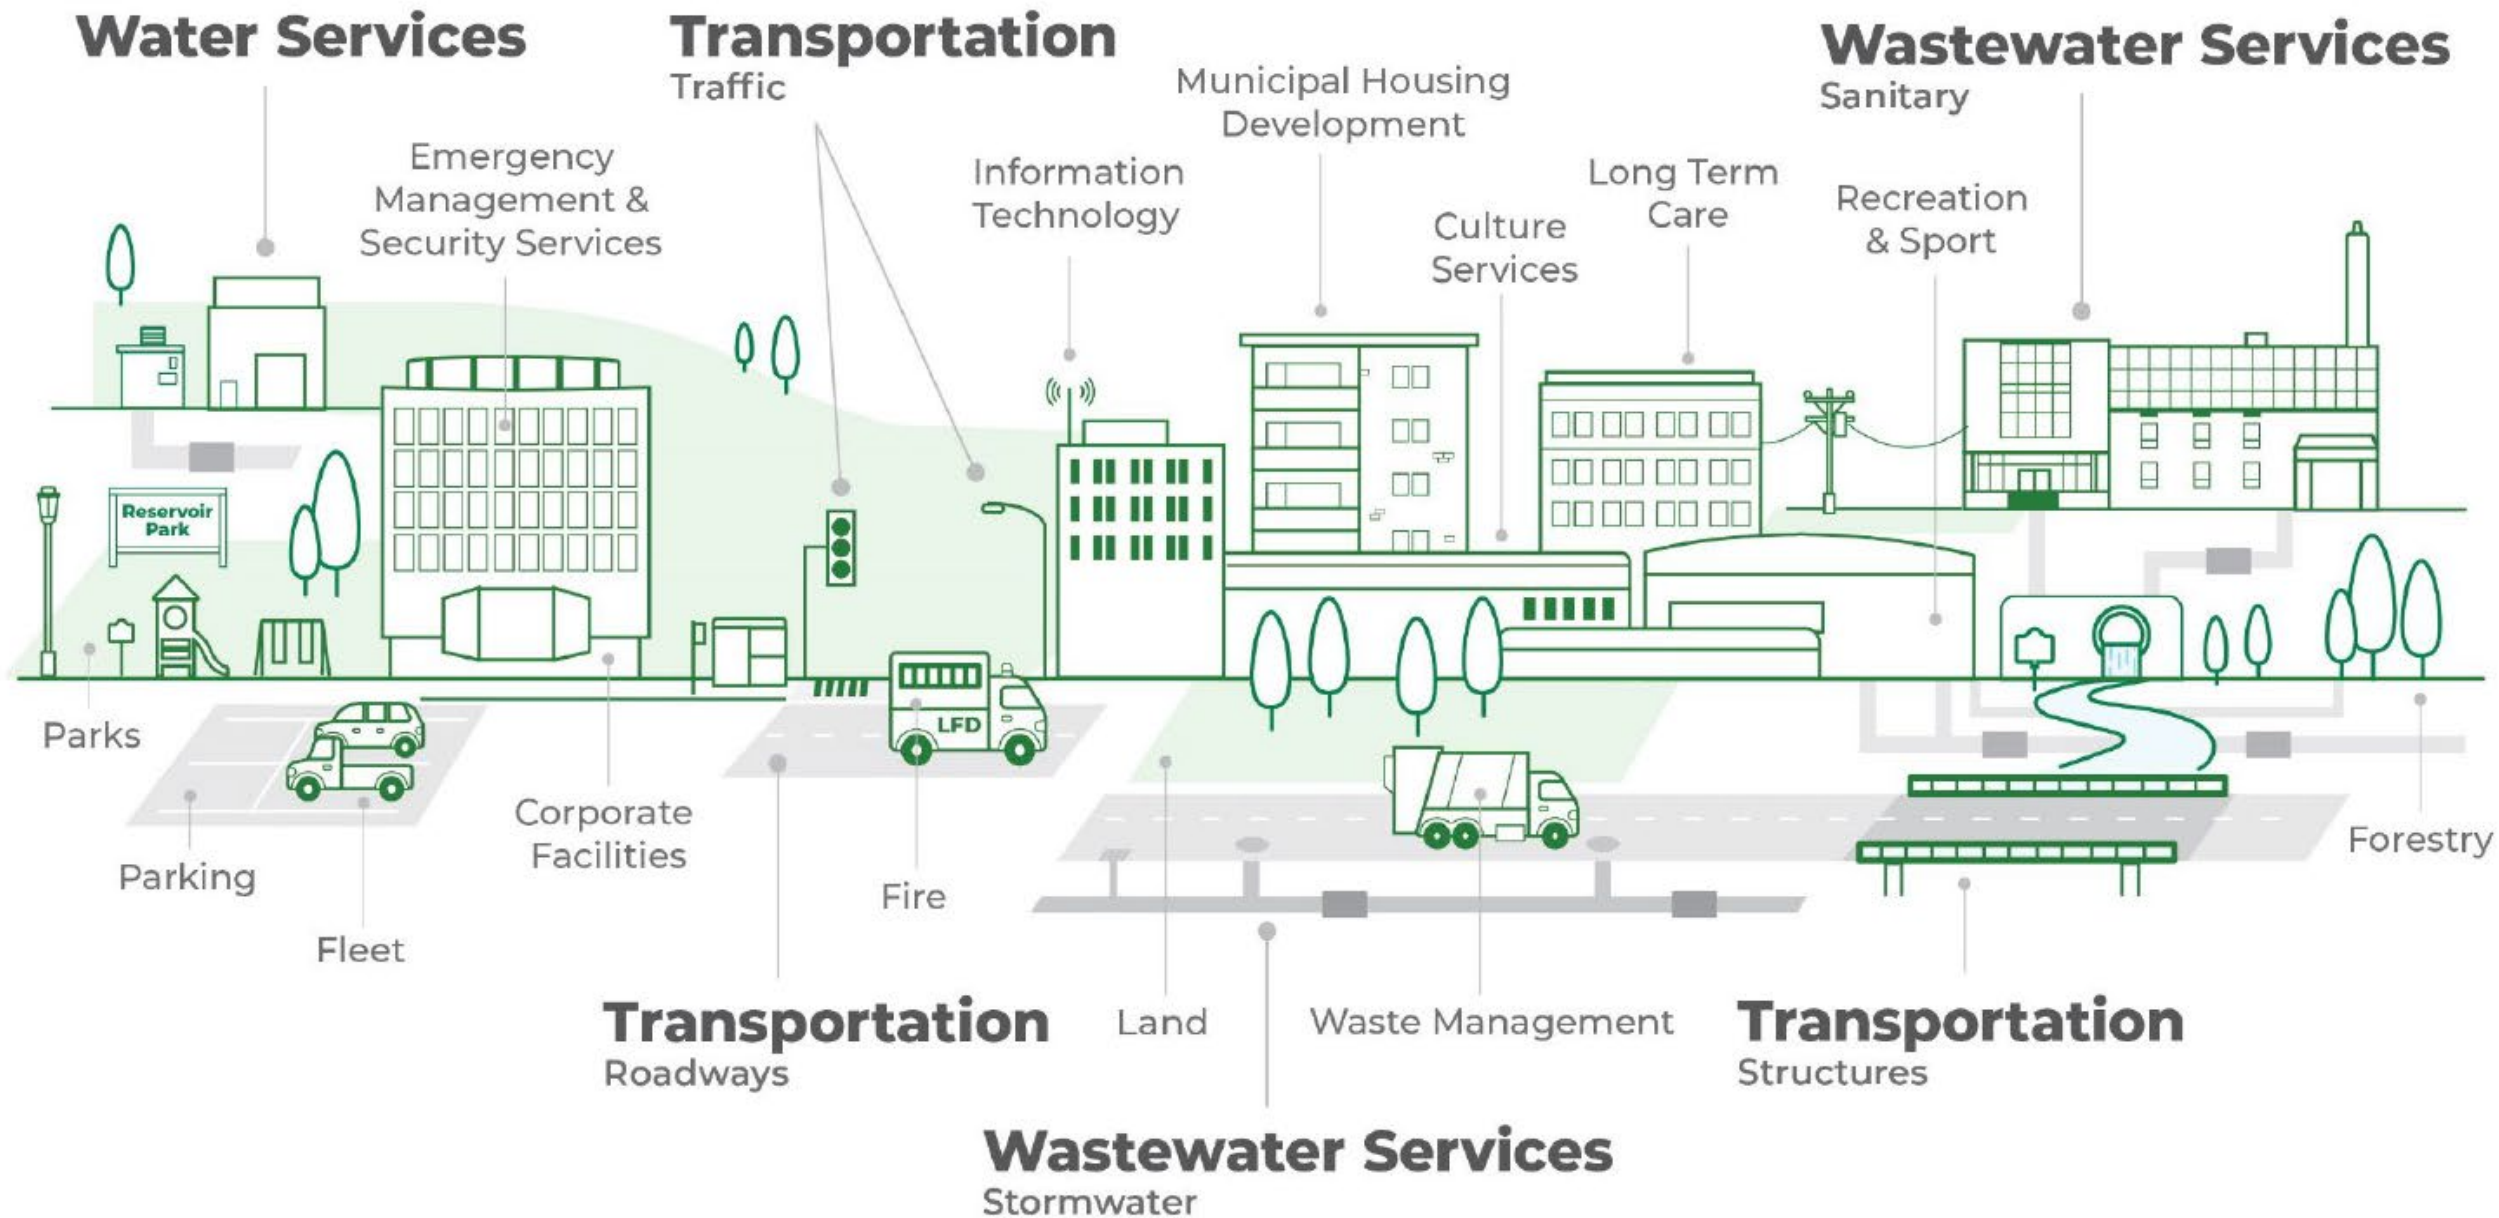 Water Services
Transportation
Traffic
Wastewater Services
Sanitary
Municipal Housing
Development
Emergency
Management &
Security Services
Information
Technology
Long Term
Care
Culture
Services
Recreation
& Sport
Reservoir
Park
LFD
Parks
Parking
Fleet
Corporate
Facilities
Fire
Forestry
Transportation
Roadways
Land
Waste Management
Transportation
Structures
Wastewater Services
Stormwater